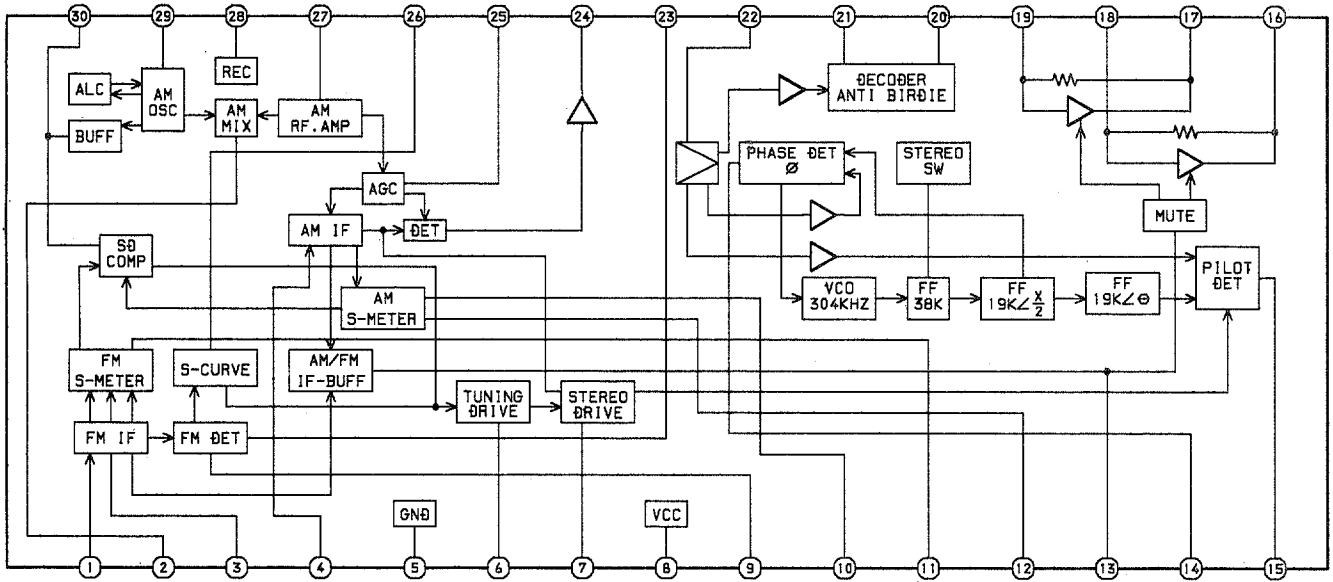 30 29 28 27 26 25 24 23 22 21 20 19 18 17 16
REC
ALC
AM
OSC
DECODER
ANTI BIRDIE
AM
MIX
AM
RF.AMP
BUFF
PHASE DET
Ø
STEREO
SW
AGC
MUTE
AM IF
DET
SD
COMP
PILOT
DET
AM
S-METER
VCO
304KHZ
FF
38K
FF
19K∠X/2
FF
19K∠Θ
FM
S-METER
S-CURVE
AM/FM
IF-BUFF
TUNING
DRIVE
STEREO
DRIVE
FM IF
FM DET
GND
VCC
1 2 3 4 5 6 7 8 9 10 11 12 13 14 15